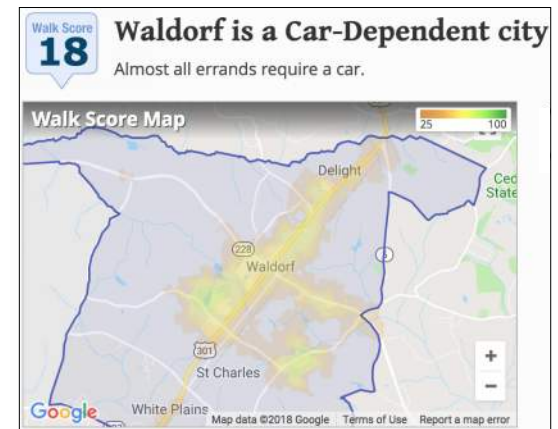 Walk Score
18
Waldorf is a Car-Dependent city
Almost all errands require a car.
Walk Score Map
25 100
Delight
Ced
State
228
Waldorf
5
301
St Charles
White Plains
+
−
Google
Map data ©2018 Google Terms of Use Report a map error